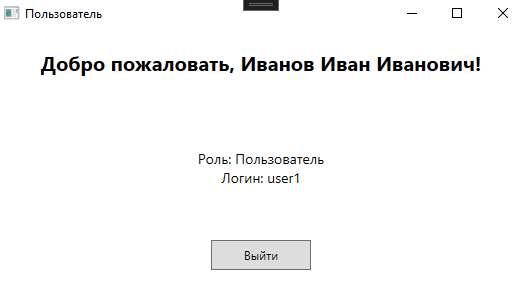 Пользователь
Добро пожаловать, Иванов Иван Иванович!
Роль: Пользователь
Логин: user1
Выйти